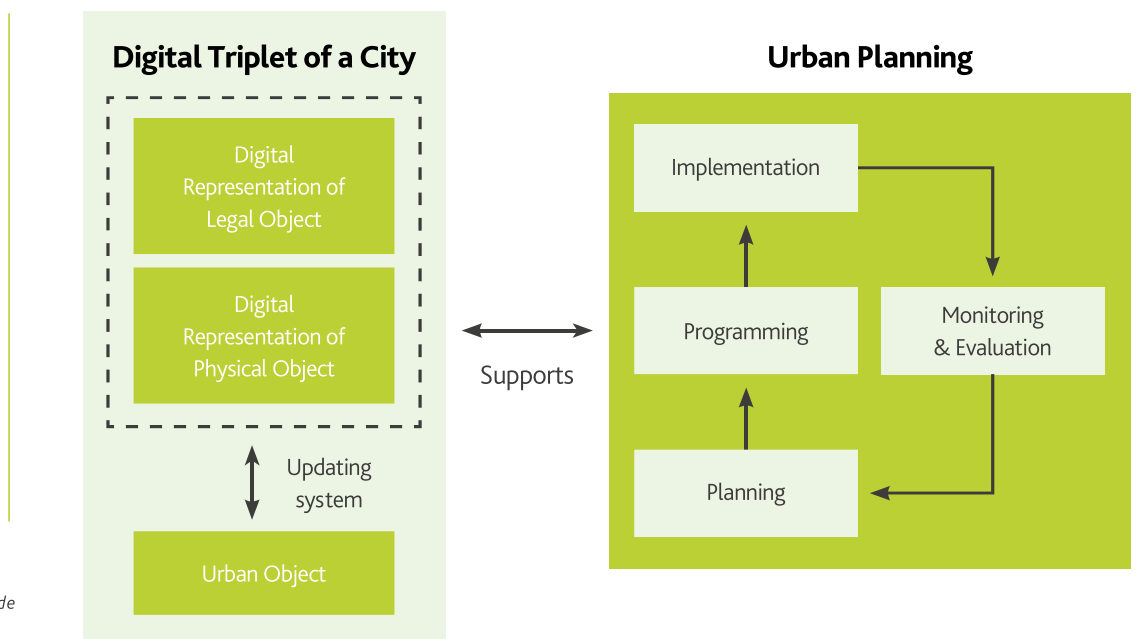 Digital Triplet of a City
Digital
Representation of
Legal Object
Digital
Representation of
Physical Object
Updating
system
Urban Object
Supports
Urban Planning
Implementation
Programming
Monitoring
& Evaluation
Planning
de